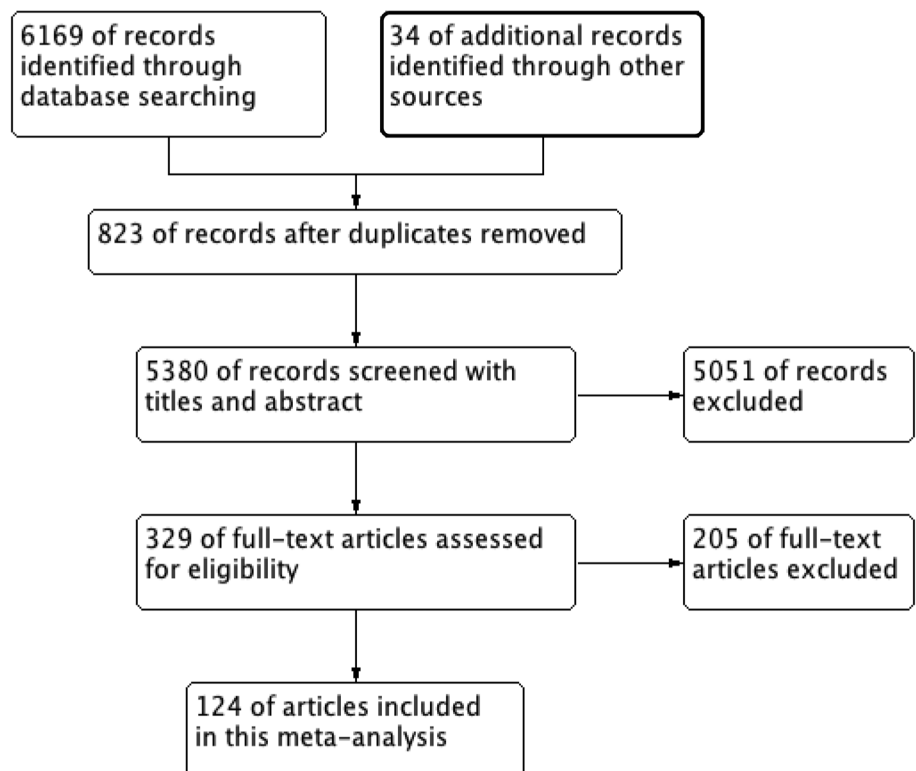 6169 of records
identified through
database searching
34 of additional records
identified through other
sources
823 of records after duplicates removed
5380 of records screened with
titles and abstract
5051 of records
excluded
329 of full-text articles assessed
for eligibility
205 of full-text
articles excluded
124 of articles included
in this meta-analysis